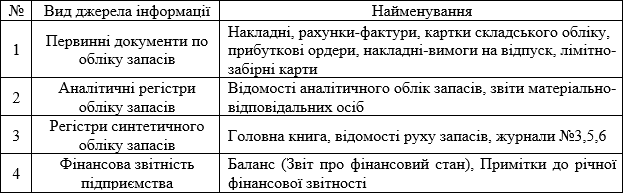 № Вид джерела інформації Найменування
1 Первинні документи по обліку запасів Накладні, рахунки-фактури, картки складського обліку, прибуткові ордери, накладні-вимоги на відпуск, лімітно-забірні карти
2 Аналітичні регістри обліку запасів Відомості аналітичного облік запасів, звіти матеріально-відповідальних осіб
3 Регістри синтетичного обліку запасів Головна книга, відомості руху запасів, журнали №3,5,6
4 Фінансова звітність підприємства Баланс (Звіт про фінансовий стан), Примітки до річної фінансової звітності